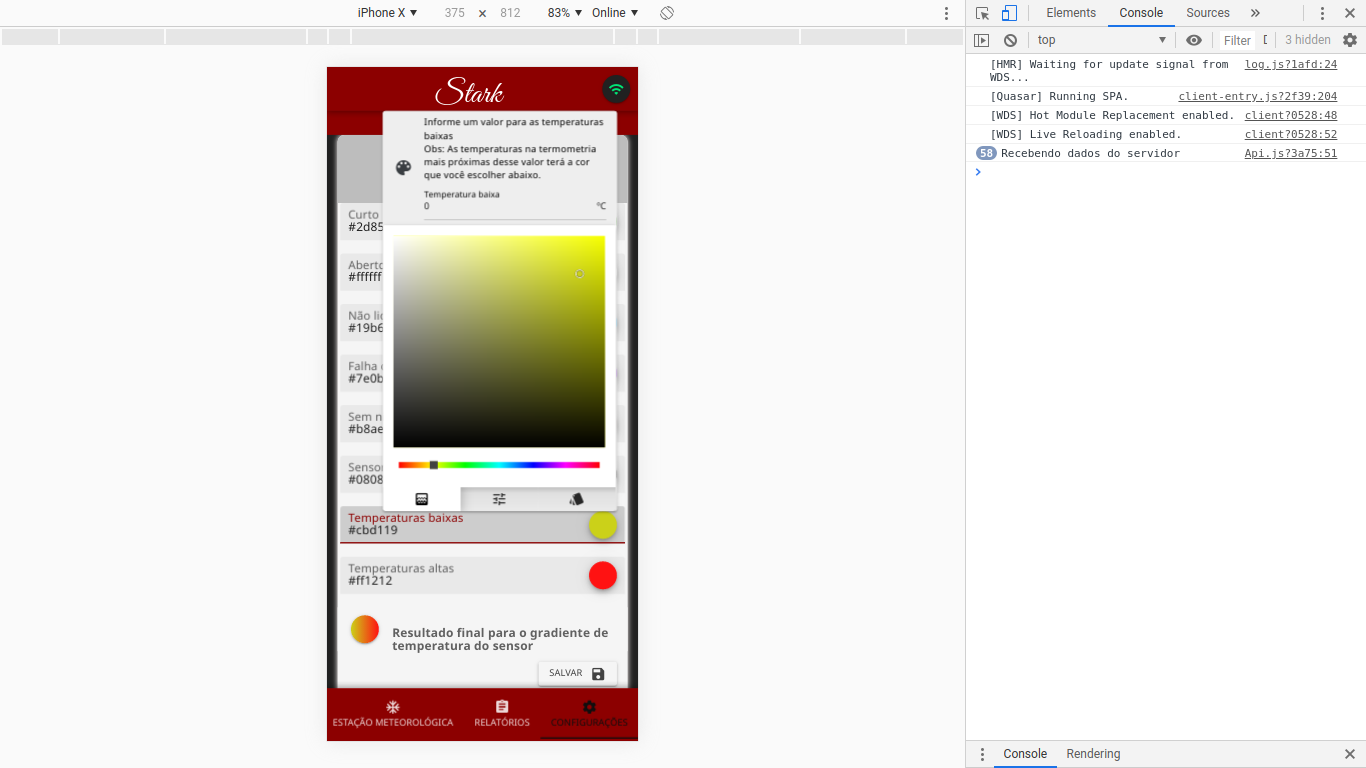 iPhone X 375 × 812 83% Online
Elements Console Sources
top Filter 3 hidden
[HMR] Waiting for update signal from WDS... log.js?1afd:24
[Quasar] Running SPA. client-entry.js?2f39:204
[WDS] Hot Module Replacement enabled. client?0528:48
[WDS] Live Reloading enabled. client?0528:52
58 Recebendo dados do servidor Api.js?3a75:51
Stark
Informe um valor para as temperaturas
baixas
Obs: As temperaturas na termometria
mais próximas desse valor terá a cor
que você escolher abaixo.
Temperatura baixa
0 °C
Curto
#2d85
#ffffff
Não
#19b6
Falha
#7e0b
Sem
#b8ae
#0808
Temperaturas baixas
#cbd119
Temperaturas altas
#ff1212
Resultado final para o gradiente de
temperatura do sensor
SALVAR
ESTAÇÃO METEOROLÓGICA RELATÓRIOS CONFIGURAÇÕES
Console Rendering